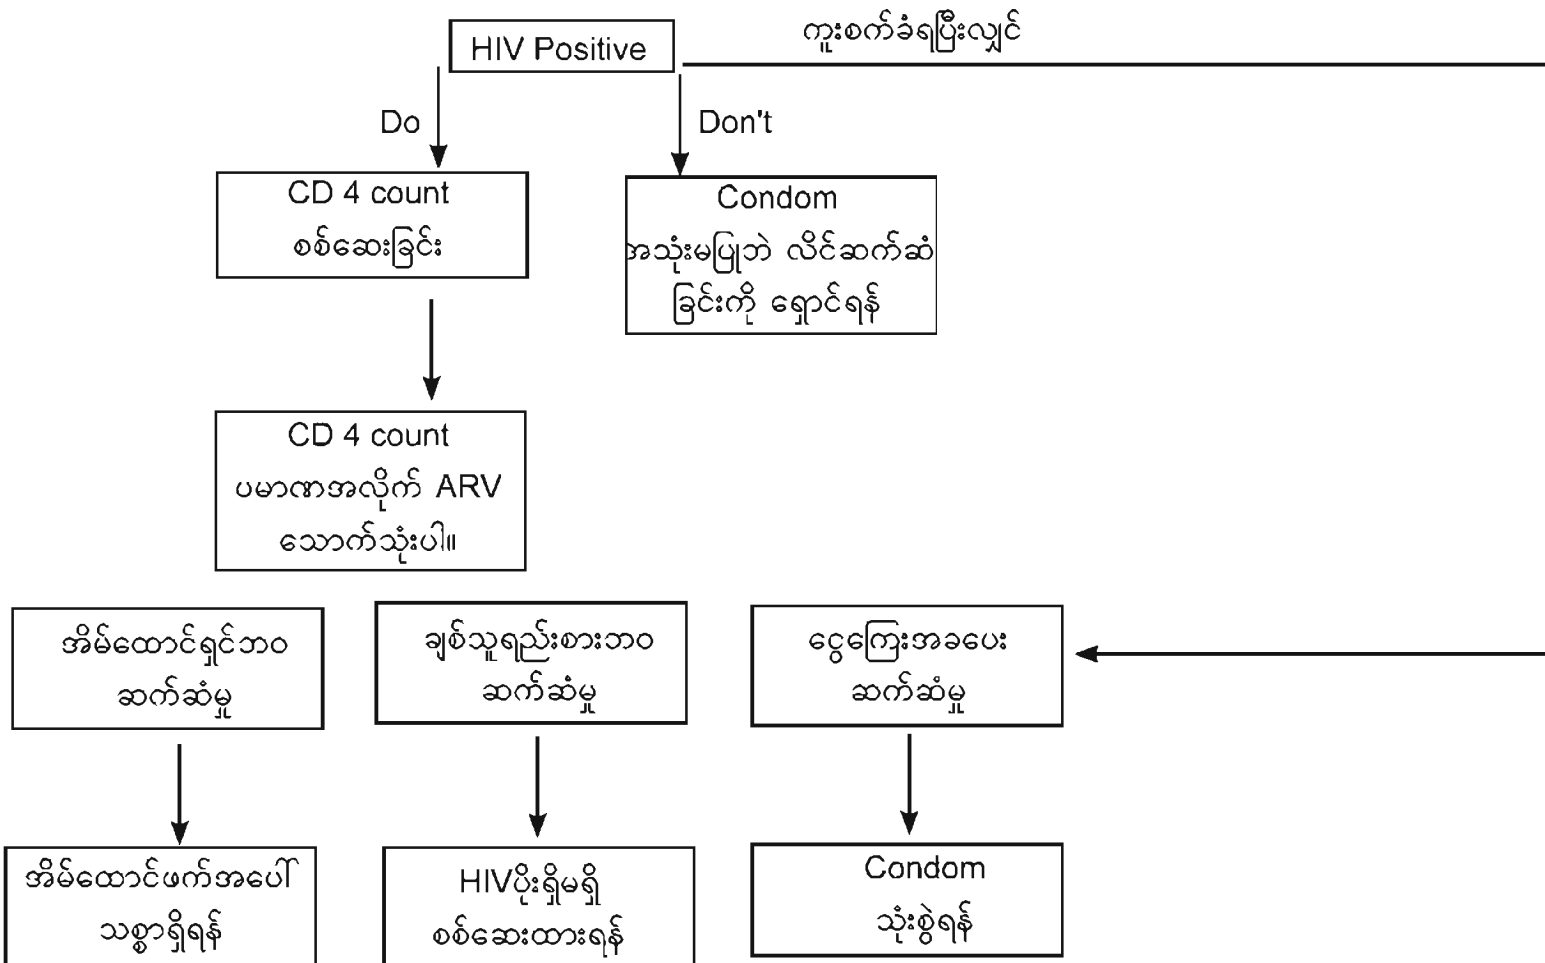 HIV Positive
ကူးစက်ခံရပြီးလျှင်
Do
Don't
CD 4 count
စစ်ဆေးခြင်း
Condom
အသုံးမပြုဘဲ လိင်ဆက်ဆံ
ခြင်းကို ရှောင်ရန်
CD 4 count
ပမာဏအလိုက် ARV
သောက်သုံးပါ။
အိမ်ထောင်ရှင်ဘဝ
ဆက်ဆံမှု
ချစ်သူရည်းစားဘဝ
ဆက်ဆံမှု
ငွေကြေးအခပေး
ဆက်ဆံမှု
အိမ်ထောင်ဖက်အပေါ်
သစ္စာရှိရန်
HIVပိုးရှိမရှိ
စစ်ဆေးထားရန်
Condom
သုံးစွဲရန်